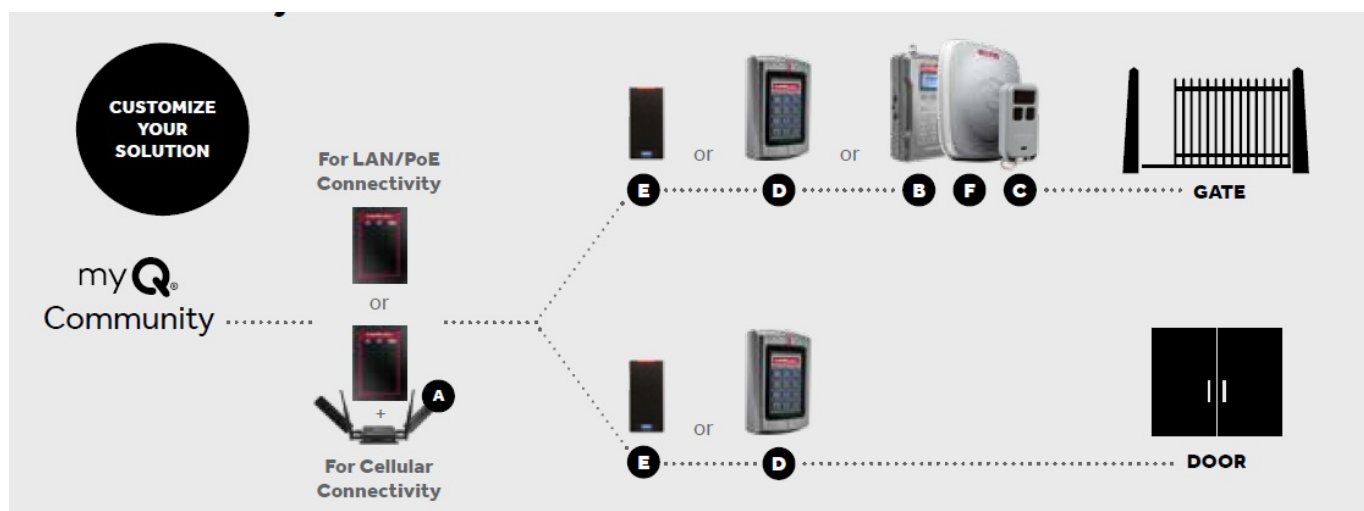 CUSTOMIZE
YOUR
SOLUTION
For LAN/PoE
Connectivity
or
or
E
D
B
F
C
GATE
myQ®
Community
or
A
+
For Cellular
Connectivity
or
E
D
DOOR